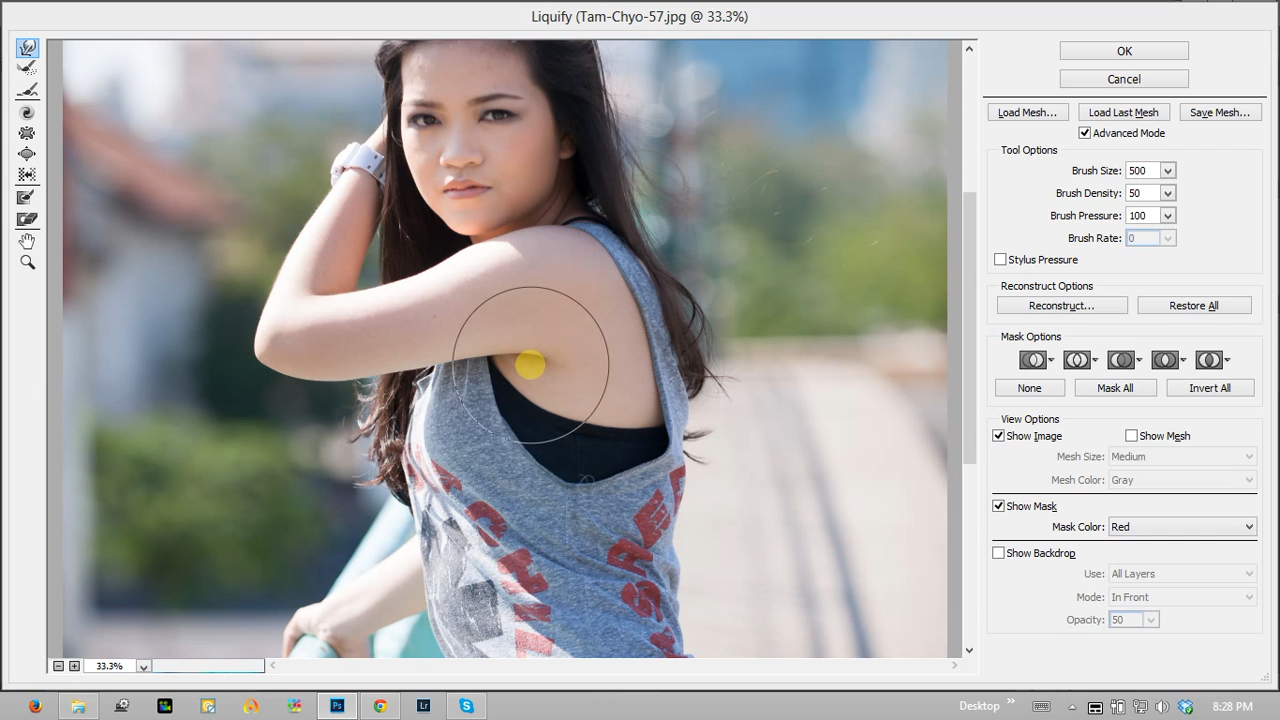 Liquify (Tam-Chyo-57.jpg @ 33.3%)
OK
Cancel
Load Mesh...
Load Last Mesh
Save Mesh...
Advanced Mode
Tool Options
Brush Size: 500
Brush Density: 50
Brush Pressure: 100
Brush Rate: 0
Stylus Pressure
Reconstruct Options
Reconstruct...
Restore All
Mask Options
None
Mask All
Invert All
View Options
Show Image
Show Mesh
Mesh Size: Medium
Mesh Color: Gray
Show Mask
Mask Color: Red
Show Backdrop
Use: All Layers
Mode: In Front
Opacity: 50
33.3%
Ps
Lr
Desktop
8:28 PM